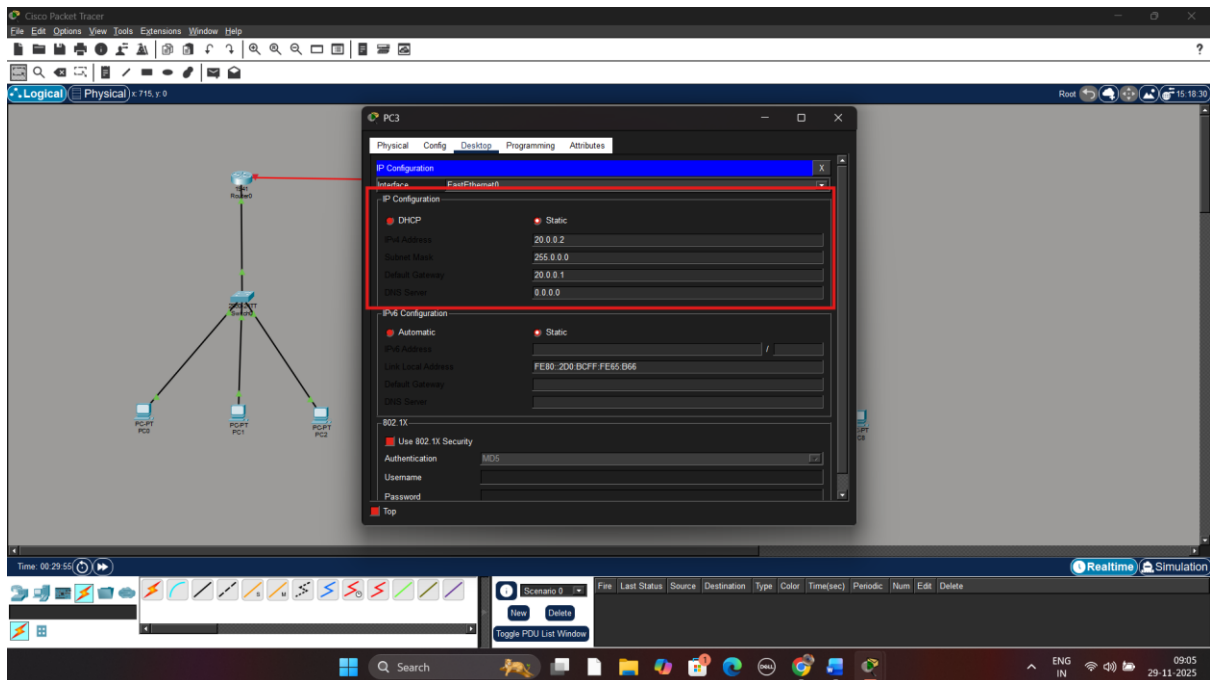 Cisco Packet Tracer
File Edit Options View Tools Extensions Window Help
?
Logical Physical x: 715, y: 0 Root 15:18:30
PC3
Physical Config Desktop Programming Attributes
IP Configuration X
Interface FastEthernet0
IP Configuration
DHCP Static
IPv4 Address 20.0.0.2
Subnet Mask 255.0.0.0
Default Gateway 20.0.0.1
DNS Server 0.0.0.0
IPv6 Configuration
Automatic Static
IPv6 Address /
Link Local Address FE80::2D0:BCFF:FE65:B66
Default Gateway
DNS Server
802.1X
Use 802.1X Security
Authentication MD5
Username
Password
Top
Router0
PC-PT
PC0
PC-PT
PC1
PC-PT
PC2
Time: 00:29:55 Realtime Simulation
Scenario 0
New Delete
Toggle PDU List Window
Fire Last Status Source Destination Type Color Time(sec) Periodic Num Edit Delete
Search
DELL
ENG
IN
09:05
29-11-2025